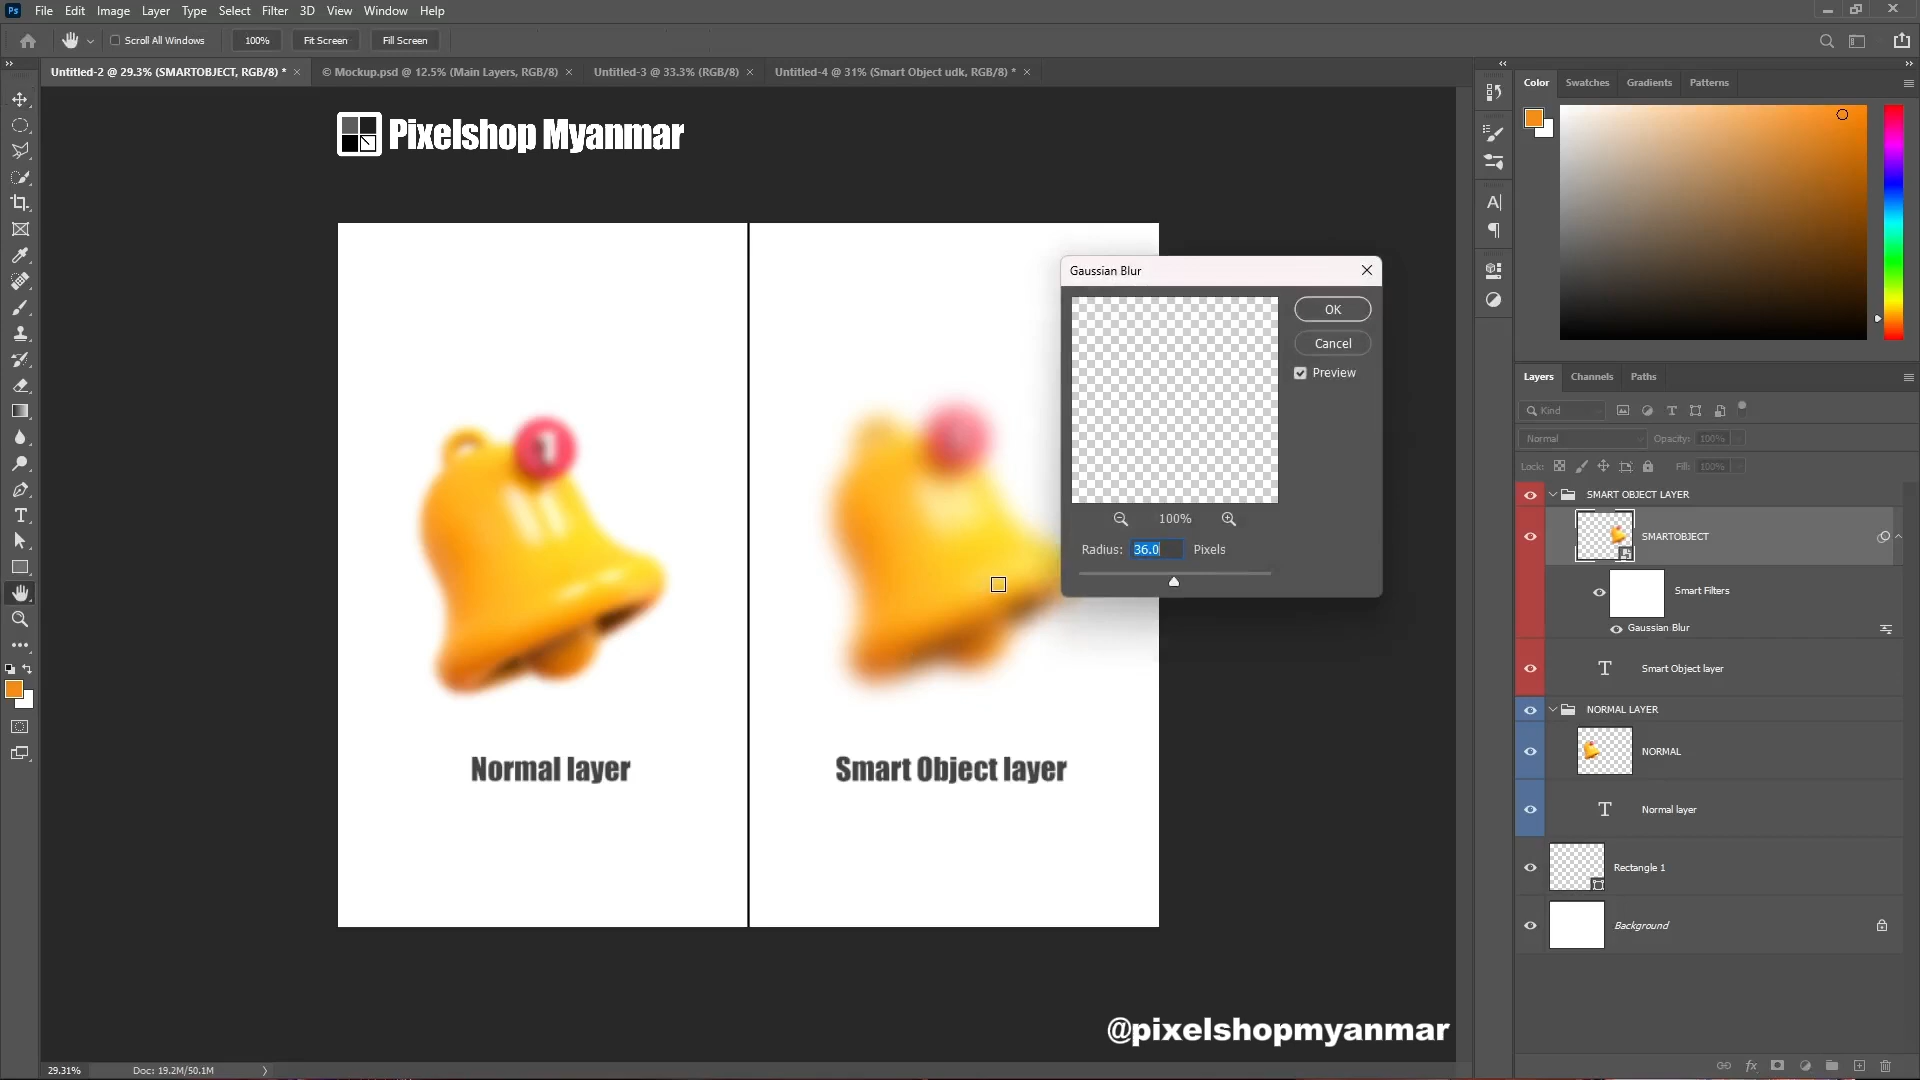 Ps File Edit Image Layer Type Select Filter 3D View Window Help
Scroll All Windows 100% Fit Screen Fill Screen
Untitled-2 @ 29.3% (SMARTOBJECT, RGB/8) * × © Mockup.psd @ 12.5% (Main Layers, RGB/8) × Untitled-3 @ 33.3% (RGB/8) × Untitled-4 @ 31% (Smart Object udk, RGB/8) * ×
Pixelshop Myanmar
1
Normal layer
Smart Object layer
@pixelshopmyanmar
Gaussian Blur
OK
Cancel
Preview
100%
Radius: 36.0 Pixels
Color Swatches Gradients Patterns
Layers Channels Paths
Kind
Normal Opacity: 100%
Lock: Fill: 100%
SMART OBJECT LAYER
SMARTOBJECT
Smart Filters
Gaussian Blur
T Smart Object layer
NORMAL LAYER
NORMAL
T Normal layer
Rectangle 1
Background
29.31% Doc: 19.2M/50.1M